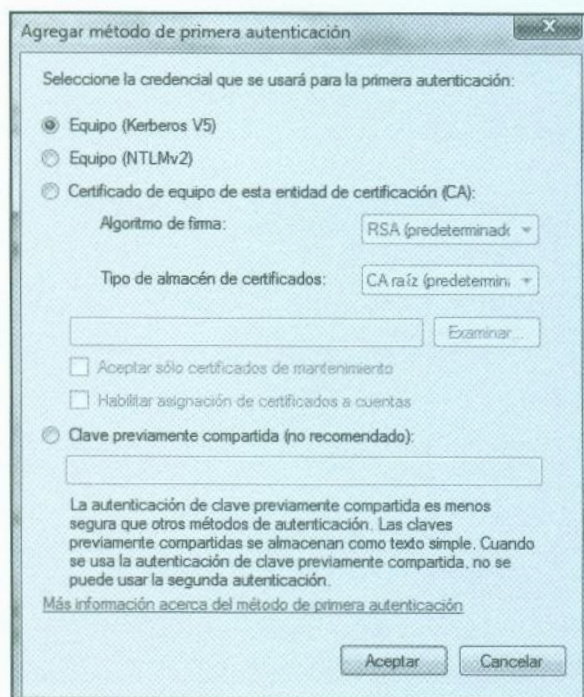 Agregar método de primera autenticación
Seleccione la credencial que se usará para la primera autenticación:
Equipo (Kerberos V5)
Equipo (NTLMv2)
Certificado de equipo de esta entidad de certificación (CA):
Algoritmo de firma:
RSA (predeterminad
Tipo de almacén de certificados:
CA raíz (predetermin
Examinar...
Aceptar sólo certificados de mantenimiento
Habilitar asignación de certificados a cuentas
Clave previamente compartida (no recomendado):
La autenticación de clave previamente compartida es menos
segura que otros métodos de autenticación. Las claves
previamente compartidas se almacenan como texto simple. Cuando
se usa la autenticación de clave previamente compartida, no se
puede usar la segunda autenticación.
Más información acerca del método de primera autenticación
Aceptar
Cancelar